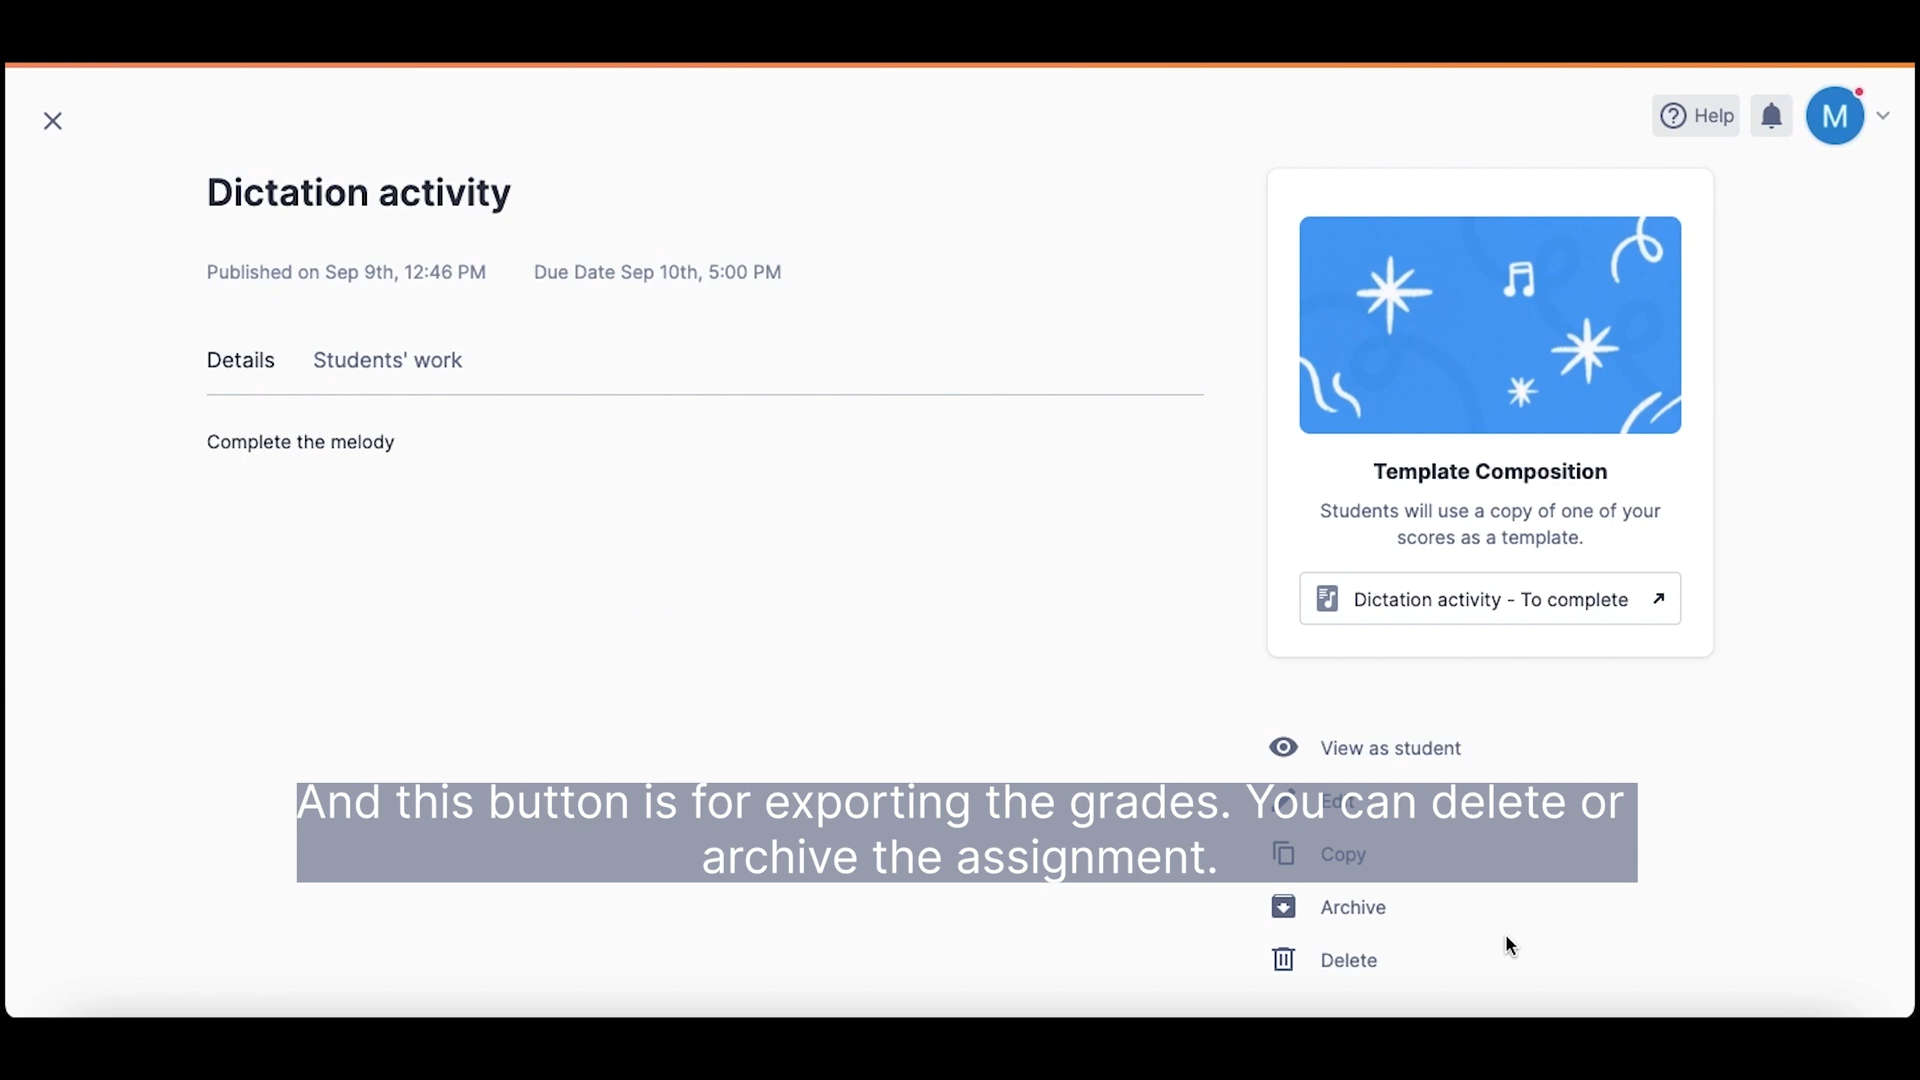 Help
M
Dictation activity
Published on Sep 9th, 12:46 PM
Due Date Sep 10th, 5:00 PM
Details
Students' work
Complete the melody
Template Composition
Students will use a copy of one of your
scores as a template.
Dictation activity - To complete
View as student
Edit
Copy
Archive
Delete
And this button is for exporting the grades. You can delete or
archive the assignment.